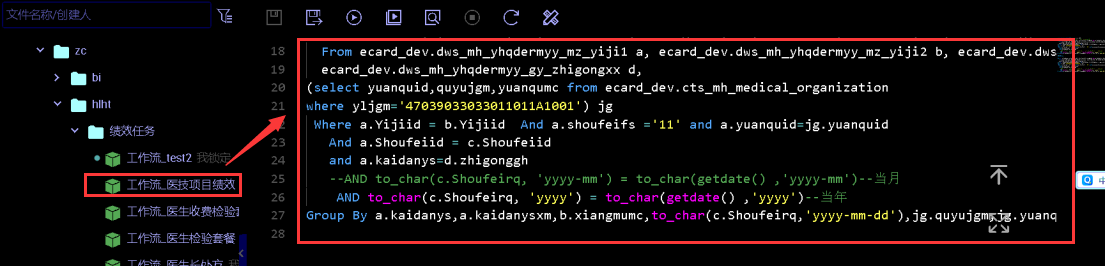 文件名称/创建人
zc
bi
hlht
绩效任务
工作流_test2 我锁定
工作流_医技项目绩效
工作流_医生收费检验套
工作流_医生检验套餐
工作流_医生长处方 我
18 From ecard_dev.dws_mh_yhqdermyy_mz_yiji1 a, ecard_dev.dws_mh_yhqdermyy_mz_yiji2 b, ecard_dev.dws
19 ecard_dev.dws_mh_yhqdermyy_gy_zhigongxx d,
20 (select yuanquid,quyujgm,yuanqumc from ecard_dev.cts_mh_medical_organization
21 where yljgm='47039033033011011A1001') jg
22 Where a.Yijiid = b.Yijiid And a.shoufeifs ='11' and a.yuanquid=jg.yuanquid
23 And a.Shoufeiid = c.Shoufeiid
24 and a.kaidanys=d.zhigonggh
25 --AND to_char(c.Shoufeirq, 'yyyy-mm') = to_char(getdate() ,'yyyy-mm')--当月
26 AND to_char(c.Shoufeirq, 'yyyy') = to_char(getdate() ,'yyyy')--当年
27 Group By a.kaidanys,a.kaidanysxm,b.xiangmumc,to_char(c.Shoufeirq,'yyyy-mm-dd'),jg.quyujgm,jg.yuanq
28